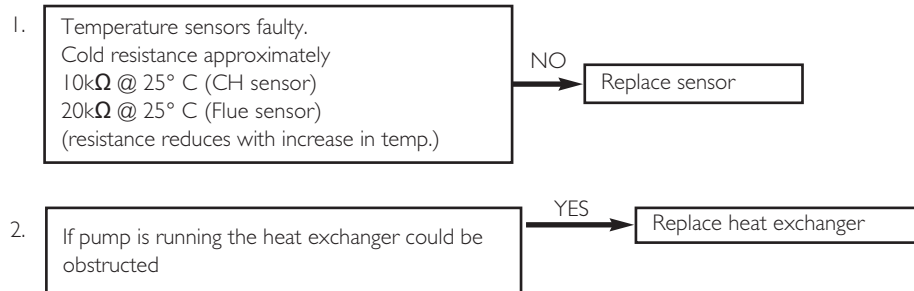 1.
Temperature sensors faulty.
Cold resistance approximately
10kΩ @ 25° C (CH sensor)
20kΩ @ 25° C (Flue sensor)
(resistance reduces with increase in temp.)
NO
Replace sensor
2.
If pump is running the heat exchanger could be
obstructed
YES
Replace heat exchanger